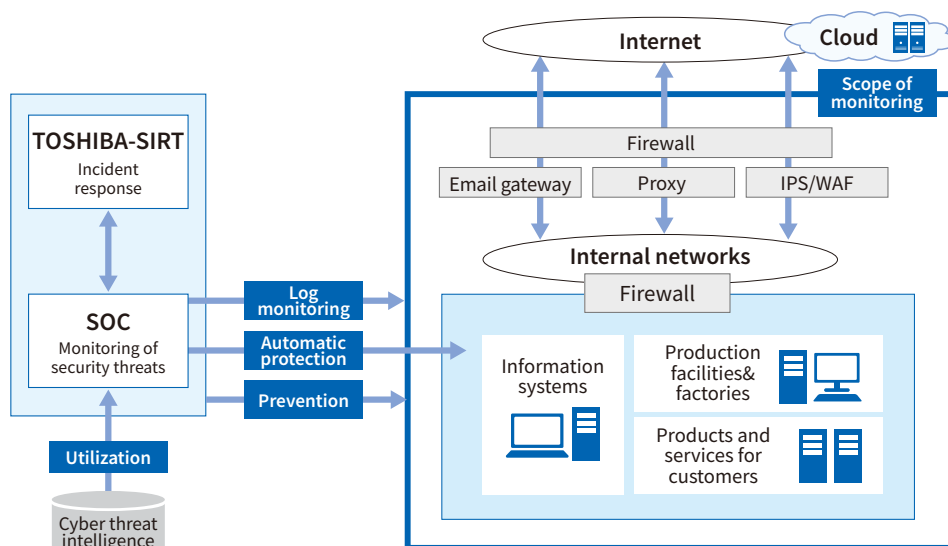 Internet
Cloud
Scope of
monitoring
TOSHIBA-SIRT
Incident
response
Firewall
Email gateway
Proxy
IPS/WAF
Internal networks
Firewall
Log
monitoring
SOC
Monitoring of
security threats
Automatic
protection
Prevention
Information
systems
Production
facilities&
factories
Products and
services for
customers
Utilization
Cyber threat
intelligence